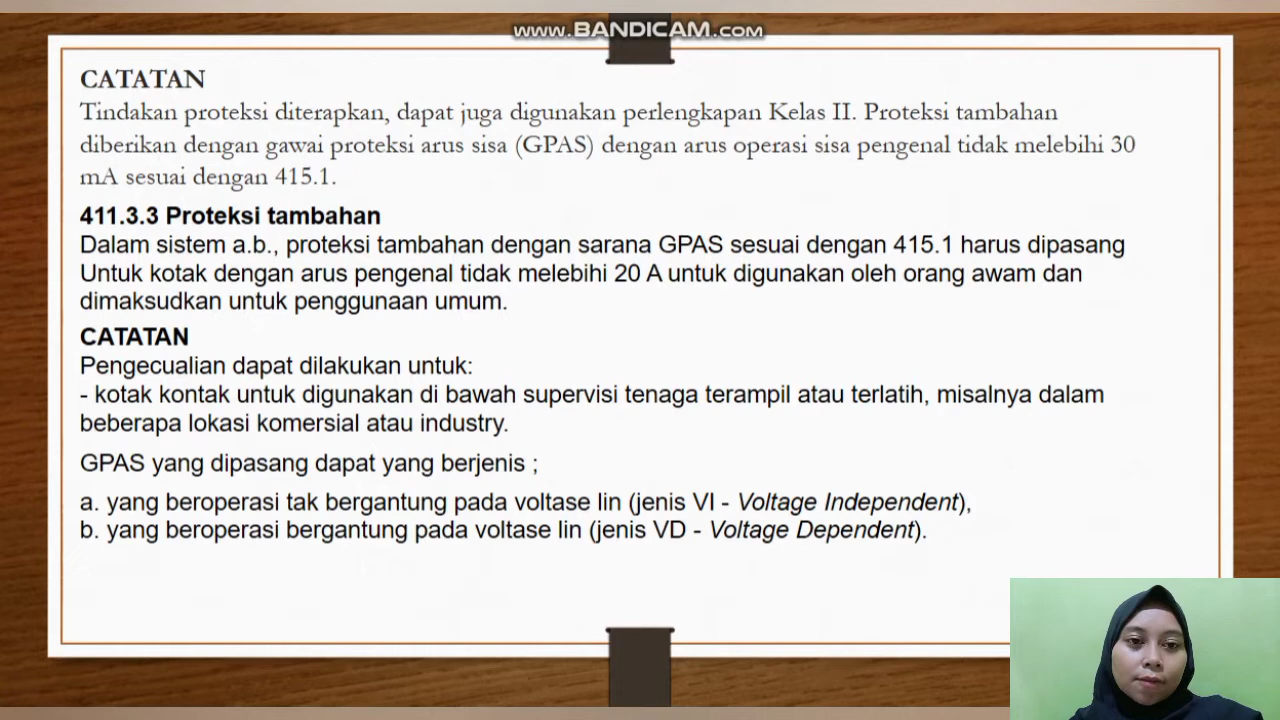 www.BANDICAM.com
CATATAN
Tindakan proteksi diterapkan, dapat juga digunakan perlengkapan Kelas II. Proteksi tambahan
diberikan dengan gawai proteksi arus sisa (GPAS) dengan arus operasi sisa pengenal tidak melebihi 30
mA sesuai dengan 415.1.
411.3.3 Proteksi tambahan
Dalam sistem a.b., proteksi tambahan dengan sarana GPAS sesuai dengan 415.1 harus dipasang
Untuk kotak dengan arus pengenal tidak melebihi 20 A untuk digunakan oleh orang awam dan
dimaksudkan untuk penggunaan umum.
CATATAN
Pengecualian dapat dilakukan untuk:
- kotak kontak untuk digunakan di bawah supervisi tenaga terampil atau terlatih, misalnya dalam
beberapa lokasi komersial atau industry.
GPAS yang dipasang dapat yang berjenis ;
a. yang beroperasi tak bergantung pada voltase lin (jenis VI - Voltage Independent),
b. yang beroperasi bergantung pada voltase lin (jenis VD - Voltage Dependent).